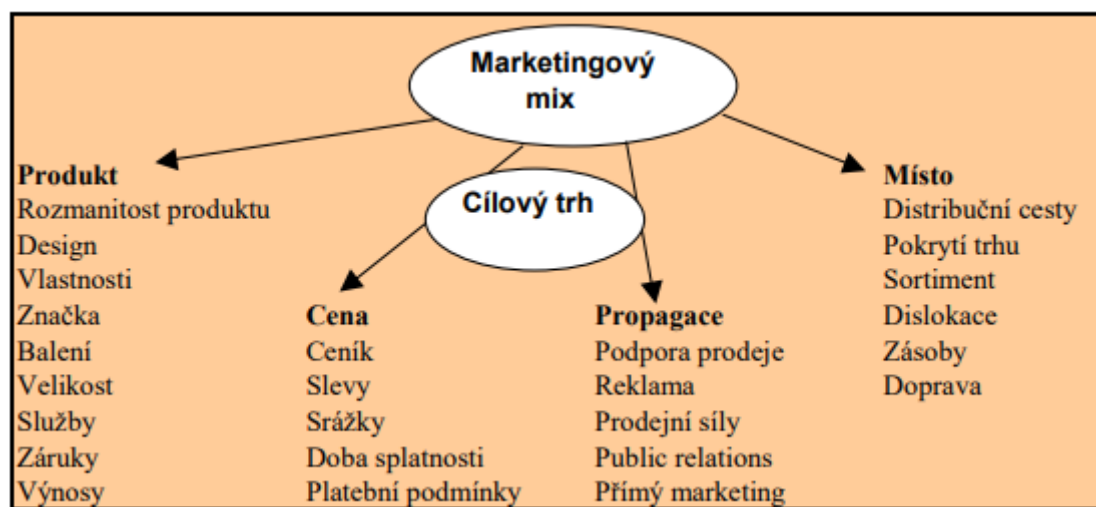 Marketingový
mix
Cílový trh
Produkt
Rozmanitost produktu
Design
Vlastnosti
Značka
Balení
Velikost
Služby
Záruky
Výnosy
Cena
Ceník
Slevy
Srážky
Doba splatnosti
Platební podmínky
Propagace
Podpora prodeje
Reklama
Prodejní síly
Public relations
Přímý marketing
Místo
Distribuční cesty
Pokrytí trhu
Sortiment
Dislokace
Zásoby
Doprava